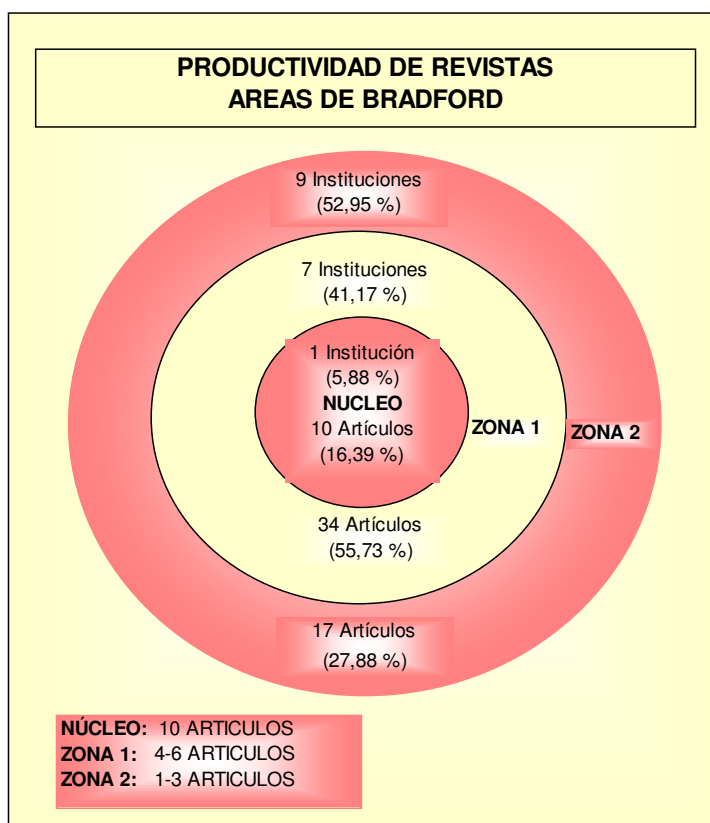 PRODUCTIVIDAD DE REVISTAS
AREAS DE BRADFORD
9 Instituciones
(52,95 %)
7 Instituciones
(41,17 %)
1 Institución
(5,88 %)
NUCLEO
10 Artículos
(16,39 %)
ZONA 1
ZONA 2
34 Artículos
(55,73 %)
17 Artículos
(27,88 %)
NÚCLEO: 10 ARTICULOS
ZONA 1: 4-6 ARTICULOS
ZONA 2: 1-3 ARTICULOS